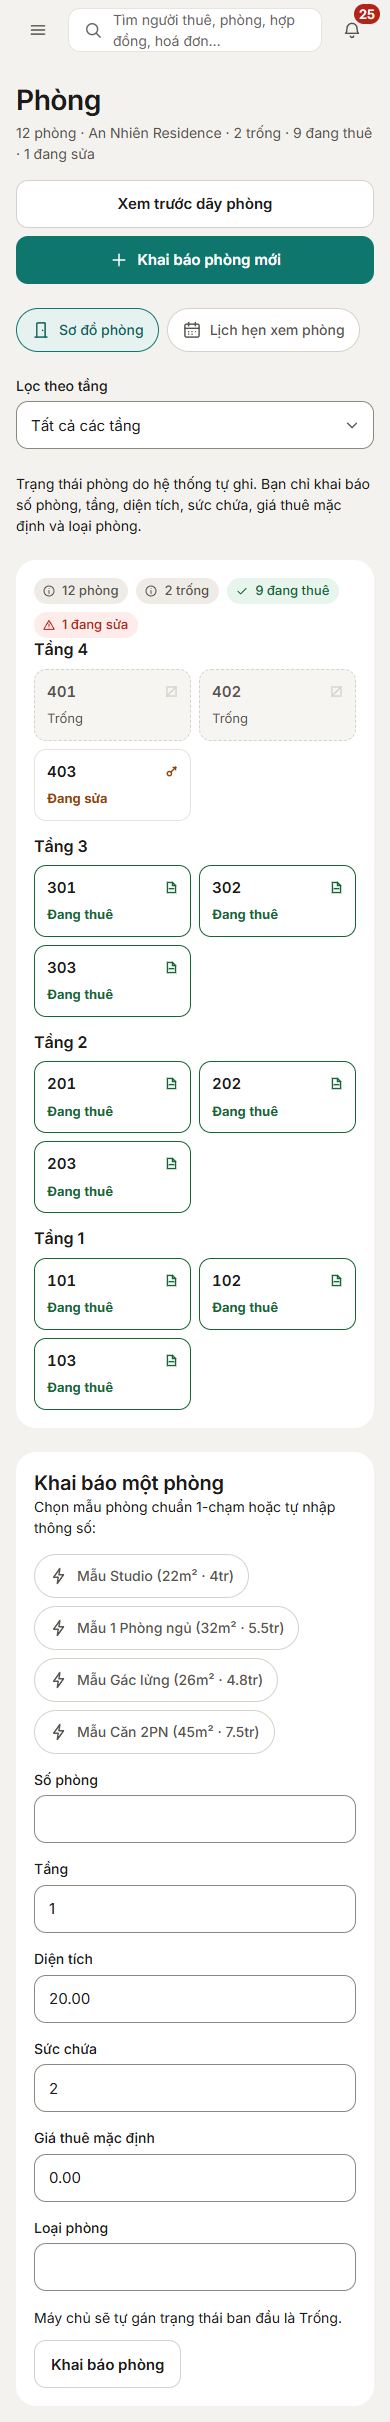 Tìm người thuê, phòng, hợp
đồng, hoá đơn...
25
Phòng
12 phòng · An Nhiên Residence · 2 trống · 9 đang thuê
· 1 đang sửa
Xem trước dãy phòng
Khai báo phòng mới
Sơ đồ phòng
Lịch hẹn xem phòng
Lọc theo tầng
Tất cả các tầng
Trạng thái phòng do hệ thống tự ghi. Bạn chỉ khai báo
số phòng, tầng, diện tích, sức chứa, giá thuê mặc
định và loại phòng.
12 phòng
2 trống
9 đang thuê
1 đang sửa
Tầng 4
401
Trống
402
Trống
403
Đang sửa
Tầng 3
301
Đang thuê
302
Đang thuê
303
Đang thuê
Tầng 2
201
Đang thuê
202
Đang thuê
203
Đang thuê
Tầng 1
101
Đang thuê
102
Đang thuê
103
Đang thuê
Khai báo một phòng
Chọn mẫu phòng chuẩn 1-chạm hoặc tự nhập
thông số:
Mẫu Studio (22m² · 4tr)
Mẫu 1 Phòng ngủ (32m² · 5.5tr)
Mẫu Gác lửng (26m² · 4.8tr)
Mẫu Căn 2PN (45m² · 7.5tr)
Số phòng
Tầng
1
Diện tích
20.00
Sức chứa
2
Giá thuê mặc định
0.00
Loại phòng
Máy chủ sẽ tự gán trạng thái ban đầu là Trống.
Khai báo phòng